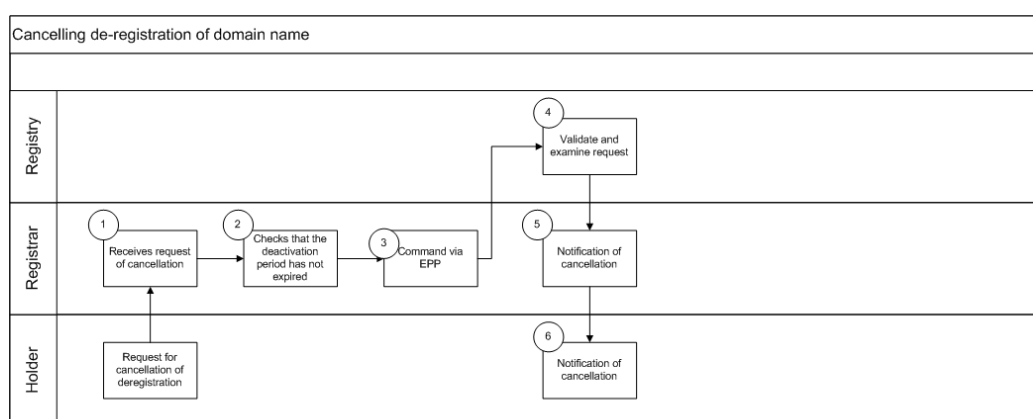 Cancelling de-registration of domain name
Registry
4
Validate and
examine request
Registrar
1
Receives request
of cancellation
2
Checks that the
deactivation
period has not
expired
3
Command via
EPP
5
Notification of
cancellation
Holder
Request for
cancellation of
deregistration
6
Notification of
cancellation